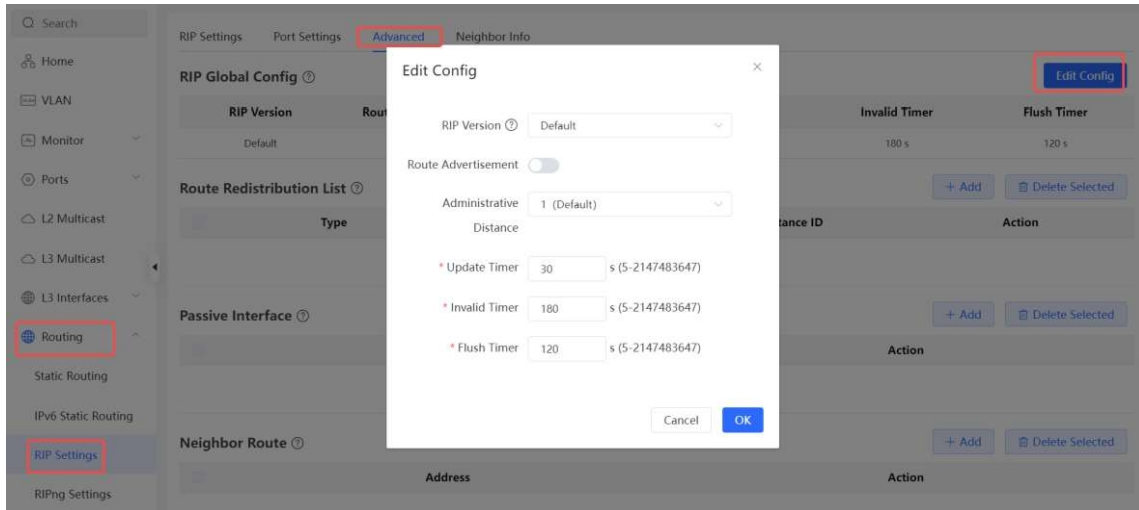 Search
Home
VLAN
Monitor
Ports
L2 Multicast
L3 Multicast
L3 Interfaces
Routing
Static Routing
IPv6 Static Routing
RIP Settings
RIPng Settings
RIP Settings Port Settings Advanced Neighbor Info
RIP Global Config Edit Config
RIP Version Rout Invalid Timer Flush Timer
Default 180 s 120 s
Route Redistribution List + Add Delete Selected
Type tance ID Action
Passive Interface + Add Delete Selected
Action
Neighbor Route + Add Delete Selected
Address Action
Edit Config
RIP Version Default
Route Advertisement
Administrative
Distance 1 (Default)
* Update Timer 30 s (5-2147483647)
* Invalid Timer 180 s (5-2147483647)
* Flush Timer 120 s (5-2147483647)
Cancel OK